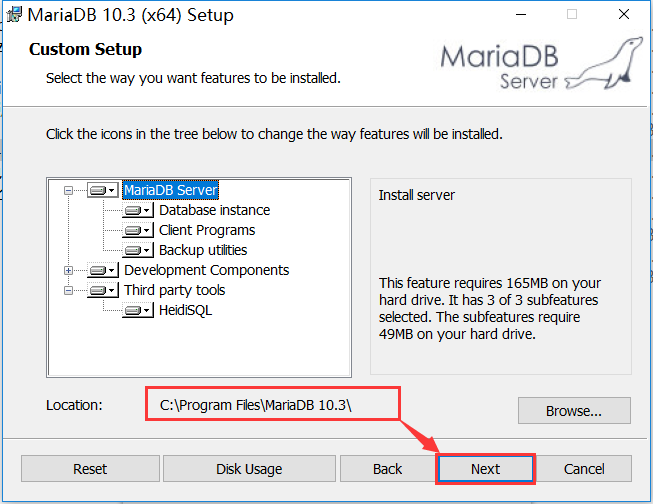 MariaDB 10.3 (x64) Setup
Custom Setup
Select the way you want features to be installed.
MariaDB
Server
Click the icons in the tree below to change the way features will be installed.
MariaDB Server
Database instance
Client Programs
Backup utilities
Development Components
Third party tools
HeidiSQL
Install server
This feature requires 165MB on your
hard drive. It has 3 of 3 subfeatures
selected. The subfeatures require
49MB on your hard drive.
Location:
C:\Program Files\MariaDB 10.3\
Browse...
Reset
Disk Usage
Back
Next
Cancel